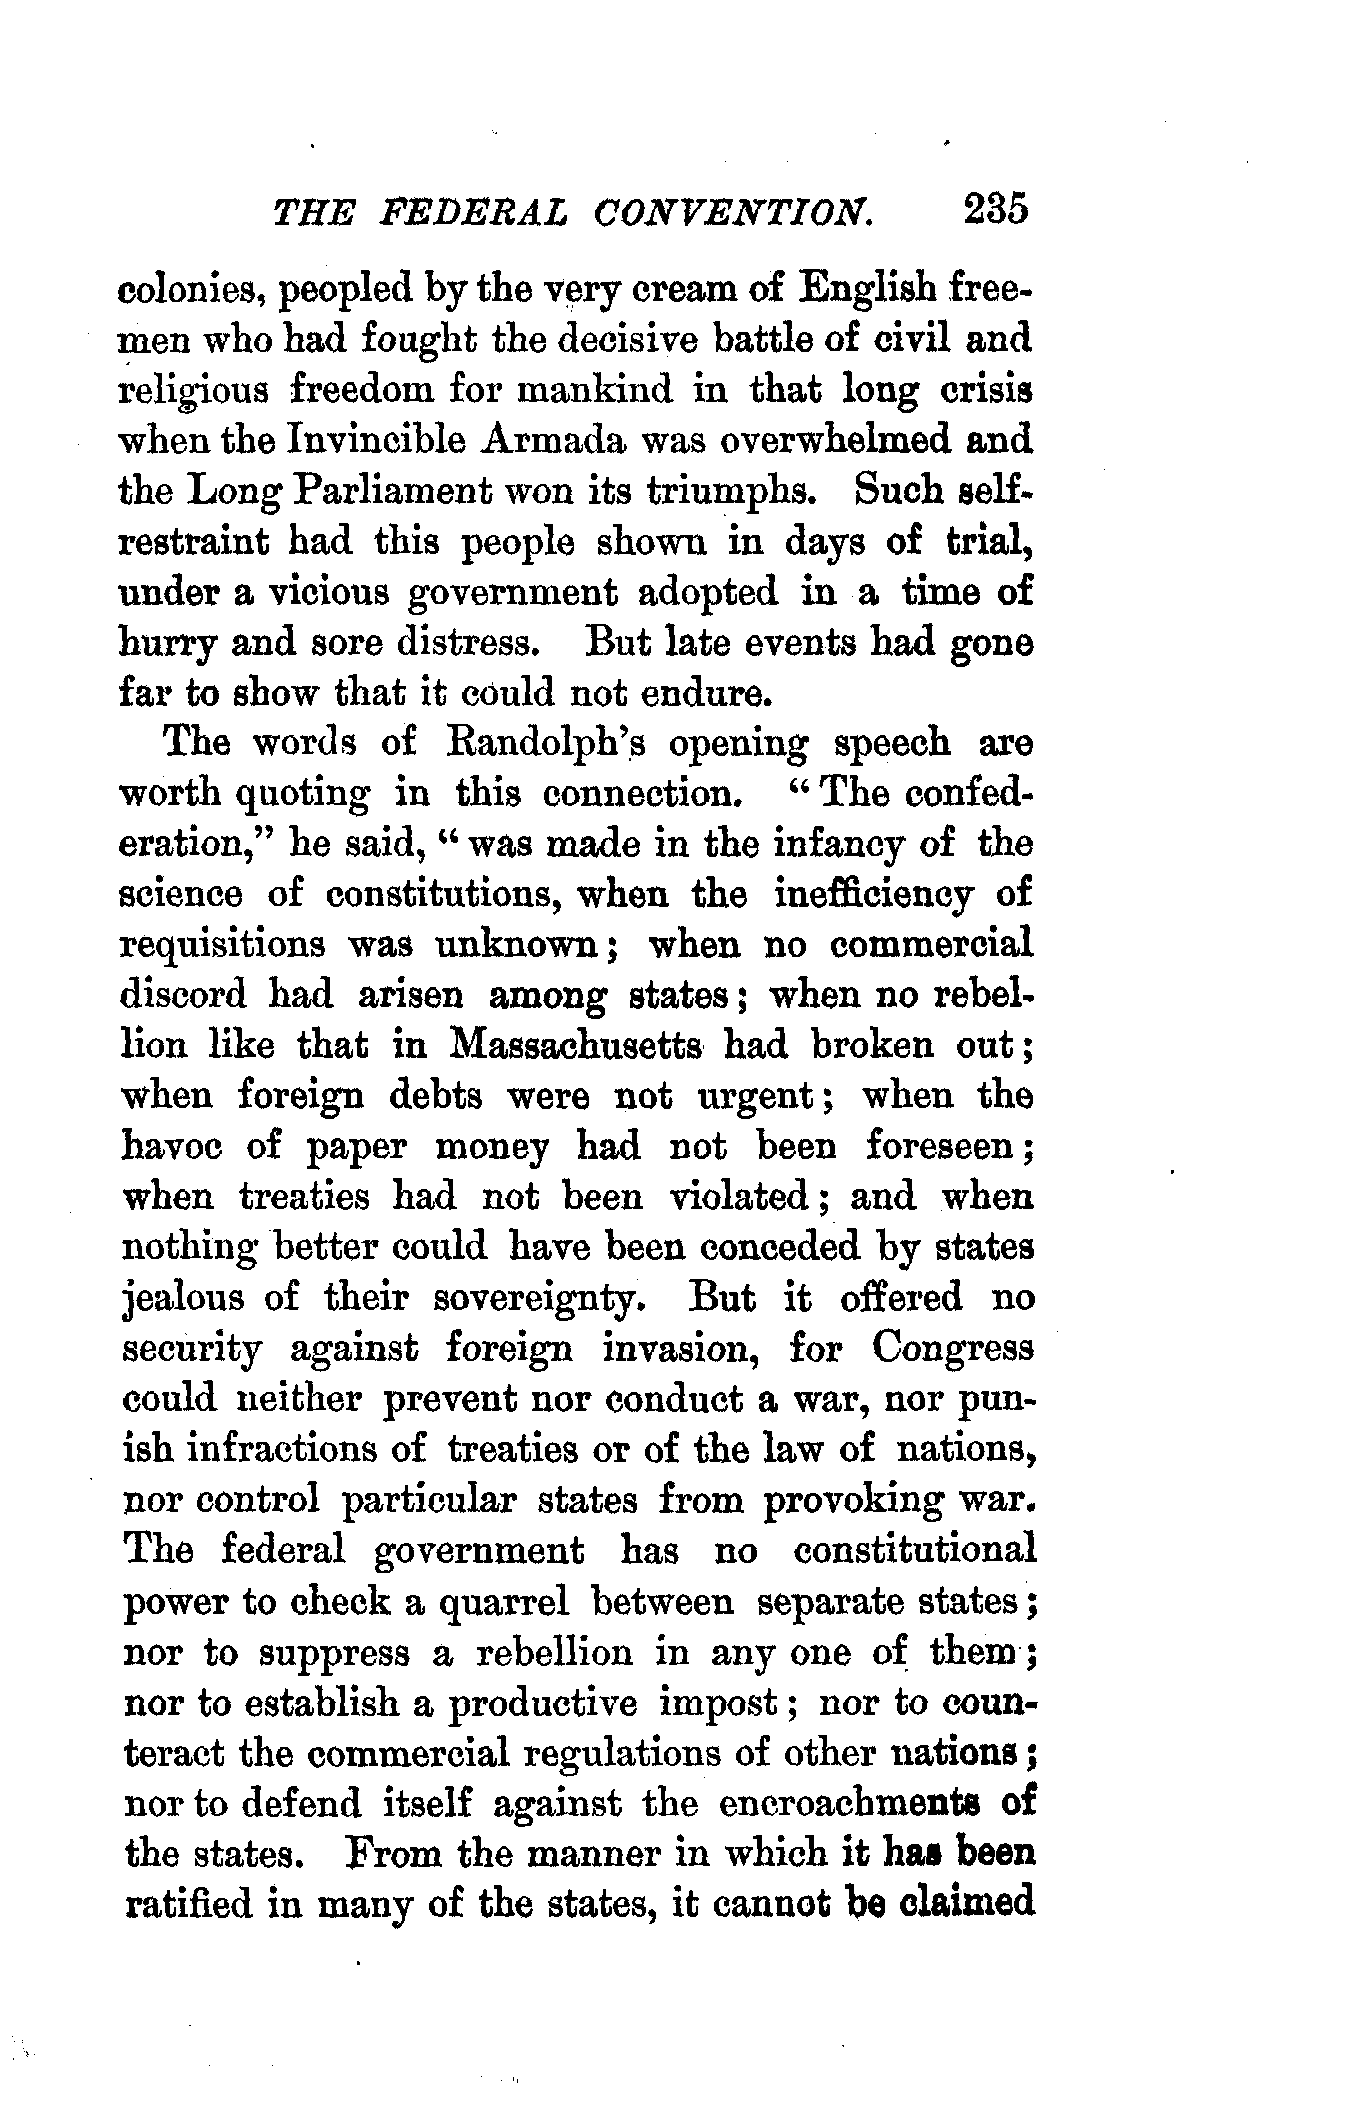 THE FEDERAL CONVENTION. 235
colonies, peopled by the very cream of English free-
men who had fought the decisive battle of civil and
religious freedom for mankind in that long crisis
when the Invincible Armada was overwhelmed and
the Long Parliament won its triumphs. Such self-
restraint had this people shown in days of trial,
under a vicious government adopted in a time of
hurry and sore distress. But late events had gone
far to show that it could not endure.
The words of Randolph's opening speech are
worth quoting in this connection. "The confed-
eration," he said, "was made in the infancy of the
science of constitutions, when the inefficiency of
requisitions was unknown; when no commercial
discord had arisen among states; when no rebel-
lion like that in Massachusetts had broken out;
when foreign debts were not urgent; when the
havoc of paper money had not been foreseen;
when treaties had not been violated; and when
nothing better could have been conceded by states
jealous of their sovereignty. But it offered no
security against foreign invasion, for Congress
could neither prevent nor conduct a war, nor pun-
ish infractions of treaties or of the law of nations,
nor control particular states from provoking war.
The federal government has no constitutional
power to check a quarrel between separate states;
nor to suppress a rebellion in any one of them;
nor to establish a productive impost; nor to coun-
teract the commercial regulations of other nations;
nor to defend itself against the encroachments of
the states. From the manner in which it has been
ratified in many of the states, it cannot be claimed